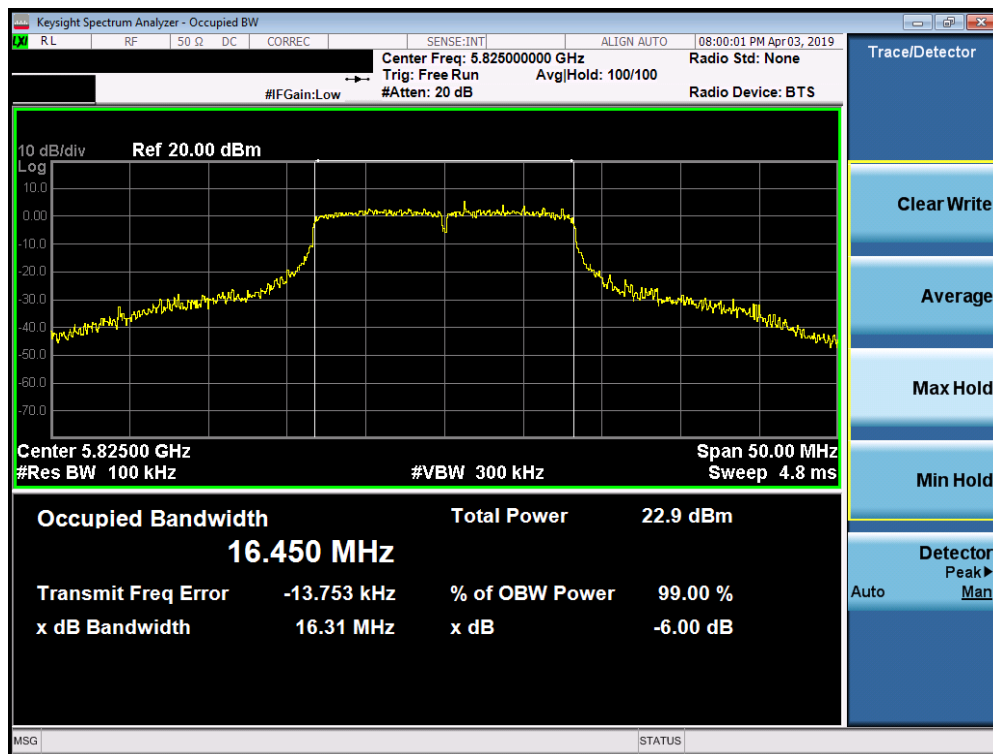 Keysight Spectrum Analyzer - Occupied BW
LXI RL RF 50 Ω DC CORREC SENSE:INT ALIGN AUTO 08:00:01 PM Apr 03, 2019
Center Freq: 5.825000000 GHz Radio Std: None
Trig: Free Run Avg|Hold: 100/100
#IFGain:Low #Atten: 20 dB Radio Device: BTS
Trace/Detector
10 dB/div Ref 20.00 dBm
Log
10.0
0.00
-10.0
-20.0
-30.0
-40.0
-50.0
-60.0
-70.0
Center 5.82500 GHz Span 50.00 MHz
#Res BW 100 kHz #VBW 300 kHz Sweep 4.8 ms
Occupied Bandwidth Total Power 22.9 dBm
16.450 MHz
Transmit Freq Error -13.753 kHz % of OBW Power 99.00 %
x dB Bandwidth 16.31 MHz x dB -6.00 dB
Clear Write
Average
Max Hold
Min Hold
Detector
Peak▶
Auto Man
MSG STATUS